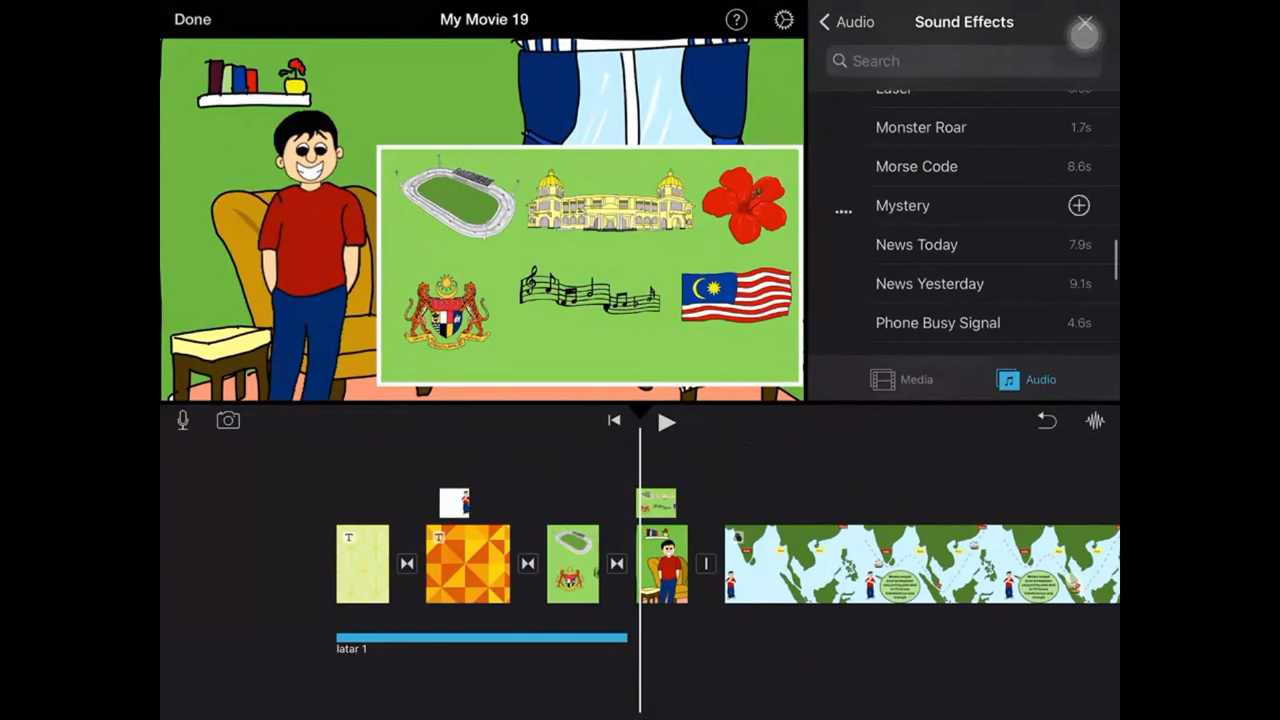 Done
My Movie 19
?
Audio
Sound Effects
Search
Laser
Monster Roar 1.7s
Morse Code 8.6s
Mystery
News Today 7.9s
News Yesterday 9.1s
Phone Busy Signal 4.6s
Media
Audio
T
T
latar 1